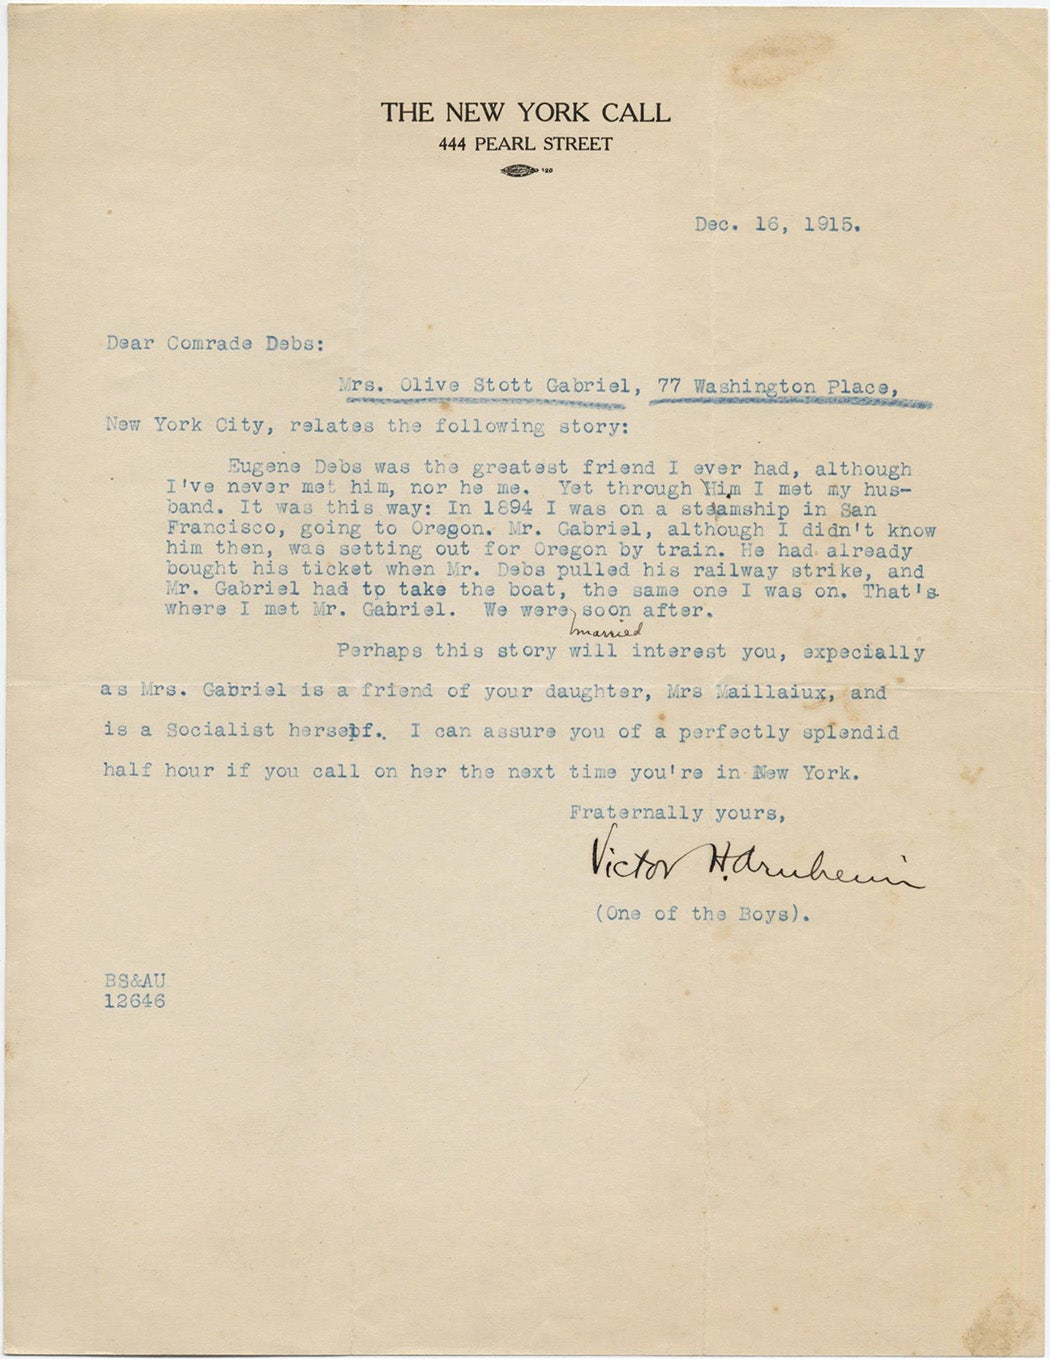 THE NEW YORK CALL
444 PEARL STREET
120
Dec. 16, 1915.
Dear Comrade Debs:
Mrs. Olive Stott Gabriel, 77 Washington Place,
New York City, relates the following story:
Eugene Debs was the greatest friend I ever had, although
I've never met him, nor he me. Yet through Him I met my hus-
band. It was this way: In 1894 I was on a steamship in San
Francisco, going to Oregon. Mr. Gabriel, although I didn't know
him then, was setting out for Oregon by train. He had already
bought his ticket when Mr. Debs pulled his railway strike, and
Mr. Gabriel had to take the boat, the same one I was on. That's
where I met Mr. Gabriel. We were soon after.
married
Perhaps this story will interest you, expecially
as Mrs. Gabriel is a friend of your daughter, Mrs Maillaiux, and
is a Socialist herself. I can assure you of a perfectly splendid
half hour if you call on her the next time you're in New York.
Fraternally yours,
Victor H.
(One of the Boys).
BS&AU
12646